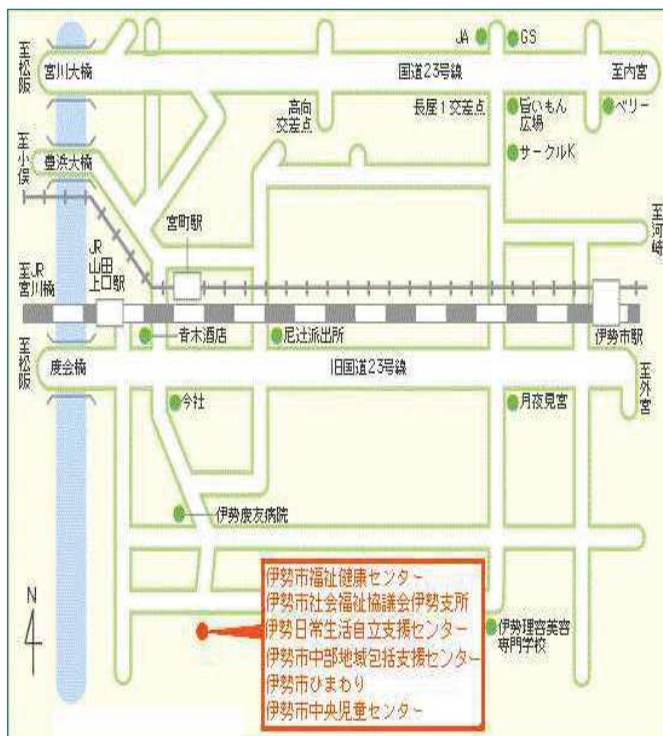 JA
GS
至松阪
宮川大橋
国道23号線
至内宮
高向
交差点
長屋1交差点
旨いもん
広場
ベリー
サークルK
至小俣
豊浜大橋
宮町駅
至河崎
JR
山田
上口駅
至JR
宮川橋
青木酒店
尼辻派出所
伊勢市駅
至松阪
度会橋
旧国道23号線
至外宮
今社
月夜見宮
伊勢慶友病院
N
伊勢市福祉健康センター
伊勢市社会福祉協議会伊勢支所
伊勢日常生活自立支援センター
伊勢市中部地域包括支援センター
伊勢市ひまわり
伊勢市中央児童センター
伊勢理容美容
専門学校